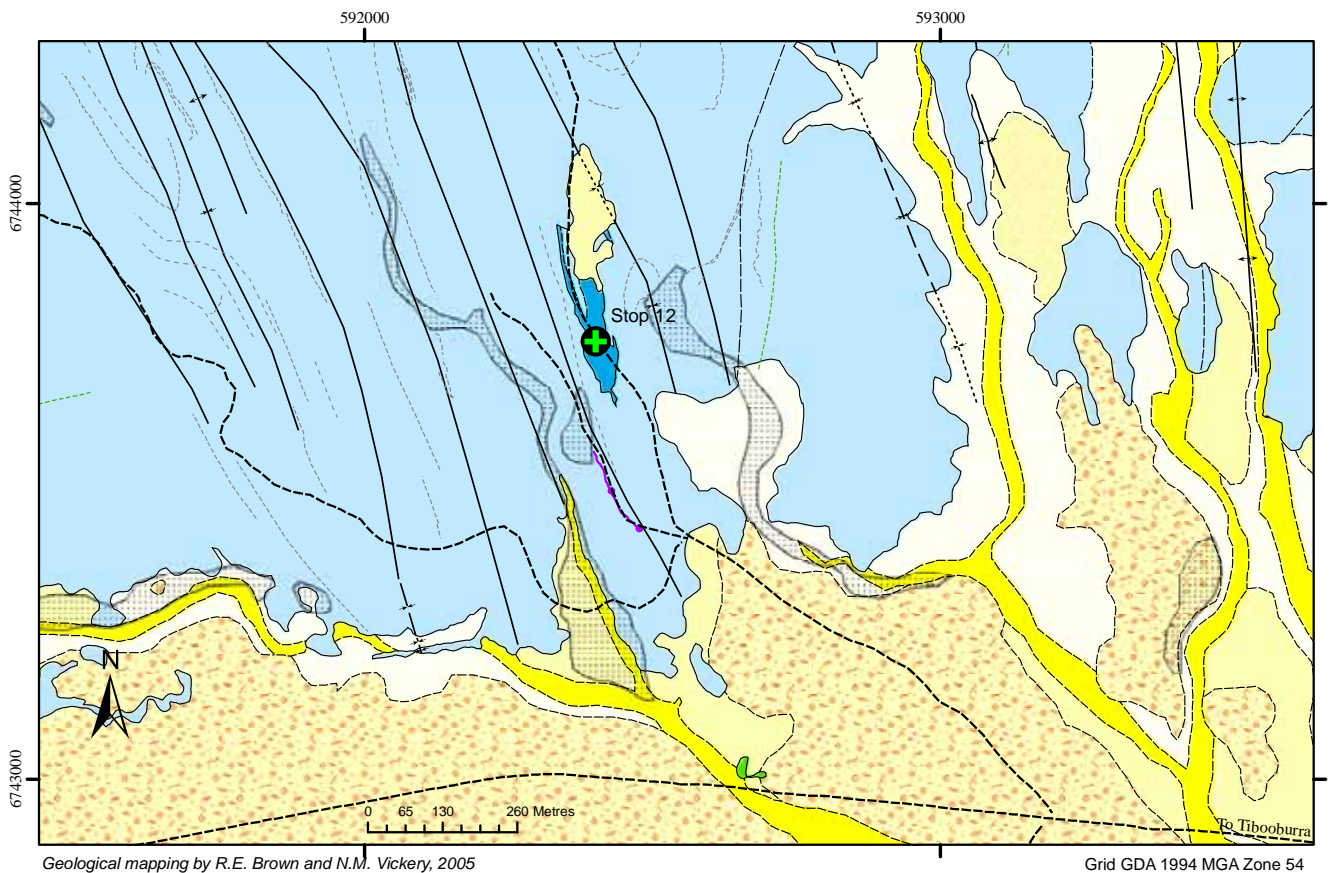 592000
593000
6744000
Stop 12
N
6743000
0 65 130 260 Metres
To Tibooburra
Geological mapping by R.E. Brown and N.M. Vickery, 2005
Grid GDA 1994 MGA Zone 54